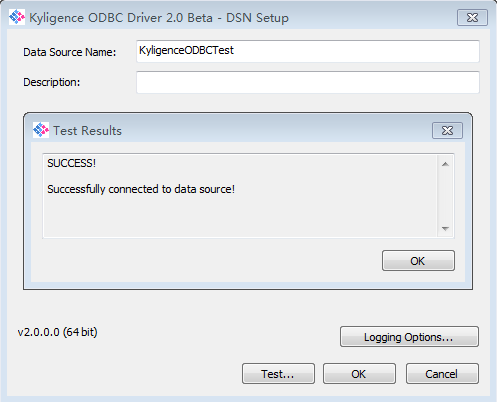 Kyligence ODBC Driver 2.0 Beta - DSN Setup
Data Source Name: KyligenceODBCTest
Description:
Test Results
SUCCESS!
Successfully connected to data source!
OK
v2.0.0.0 (64 bit)
Logging Options...
Test... OK Cancel